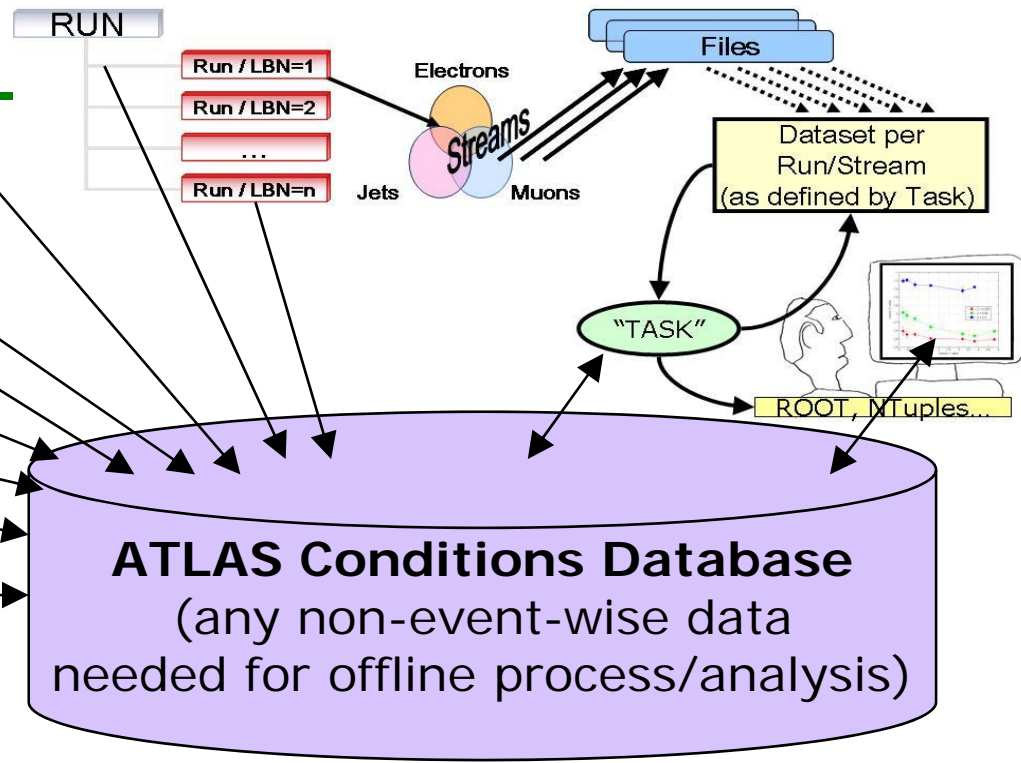 RUN
Run / LBN=1
Run / LBN=2
...
Run / LBN=n
Electrons
Streams
Jets
Muons
Files
Dataset per
Run/Stream
(as defined by Task)
“TASK”
ROOT, NTuples...
ATLAS Conditions Database
(any non-event-wise data
needed for offline process/analysis)